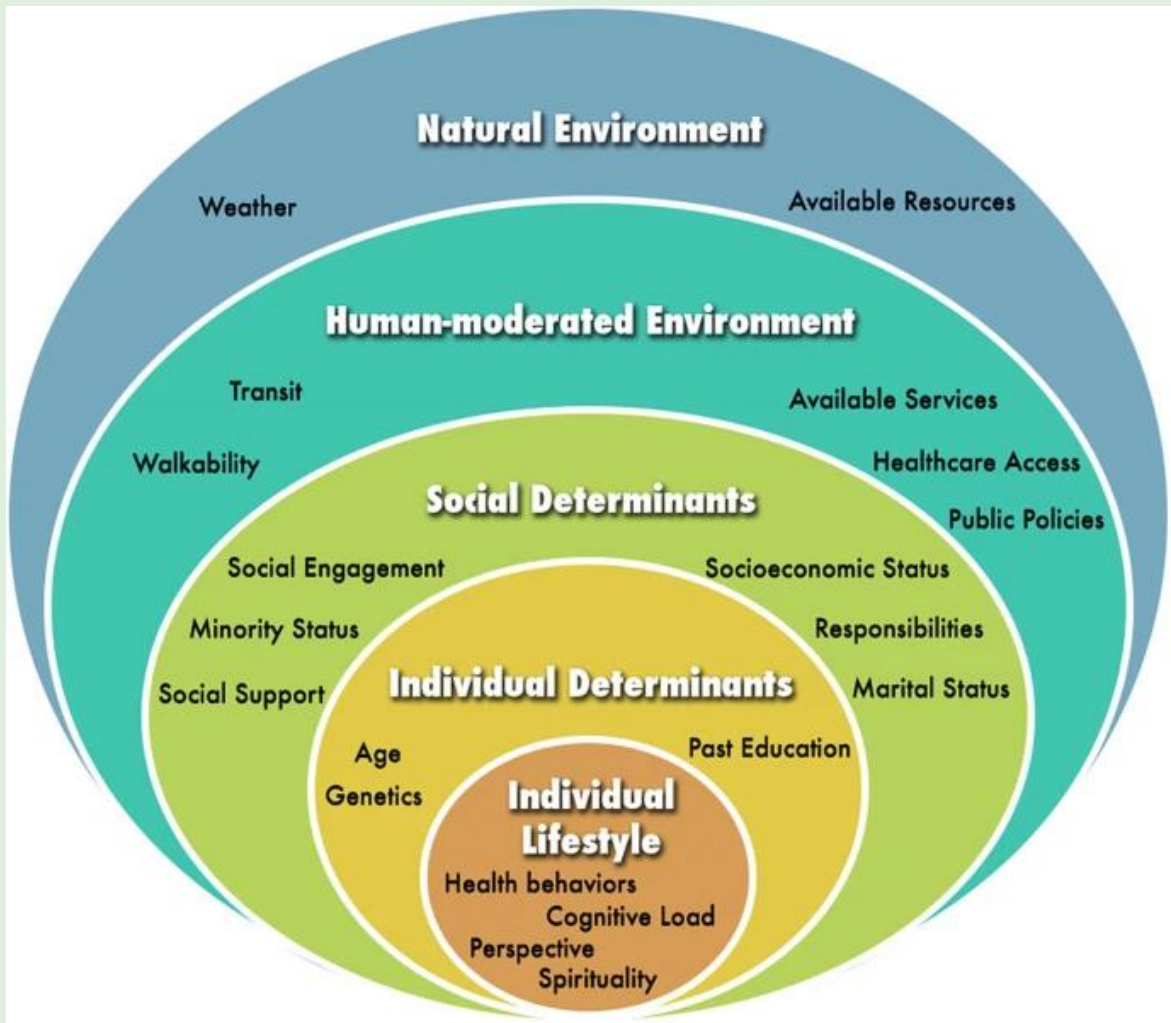 Natural Environment
Weather
Available Resources
Human-moderated Environment
Transit
Available Services
Walkability
Healthcare Access
Public Policies
Social Determinants
Social Engagement
Socioeconomic Status
Minority Status
Responsibilities
Social Support
Marital Status
Individual Determinants
Age
Past Education
Genetics
Individual
Lifestyle
Health behaviors
Cognitive Load
Perspective
Spirituality